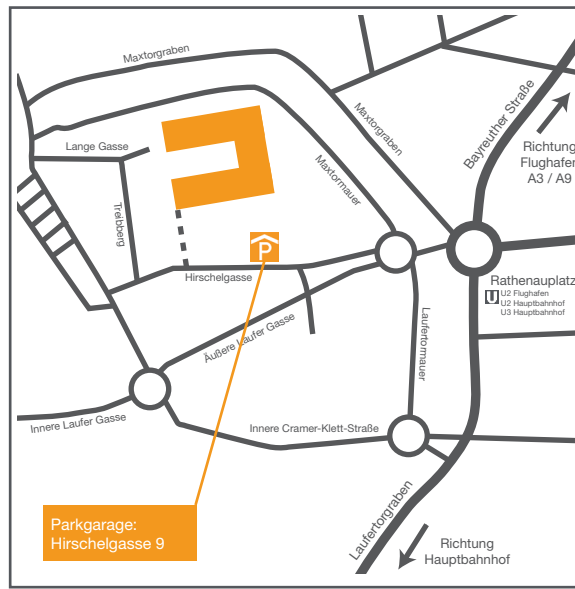 Maxtorgraben
Maxtorgraben
Bayreuther Straße
Richtung
Flughafen
A3 / A9
Lange Gasse
Maxtormauer
Treibberg
P
Hirschelgasse
Rathenauplatz
U
U2 Flughafen
U2 Hauptbahnhof
U3 Hauptbahnhof
Äußere Laufer Gasse
Laufertormauer
Innere Laufer Gasse
Innere Cramer-Klett-Straße
Laufertorgraben
Parkgarage:
Hirschelgasse 9
Richtung
Hauptbahnhof